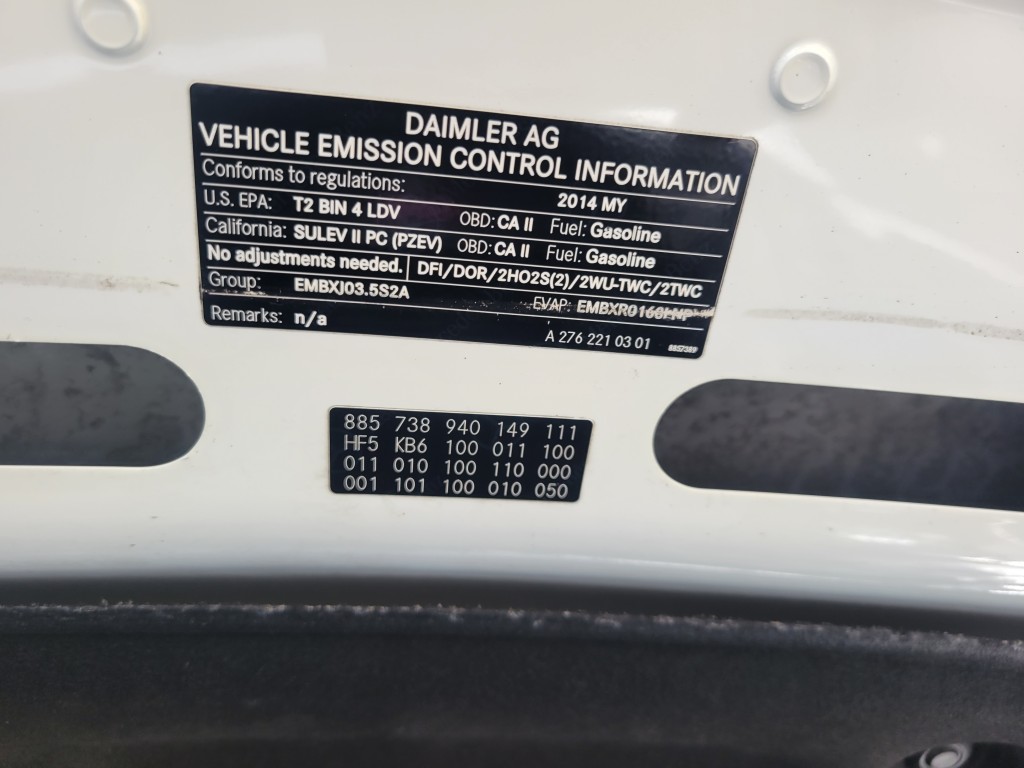 DAIMLER AG
VEHICLE EMISSION CONTROL INFORMATION
Conforms to regulations: 2014 MY
U.S. EPA: T2 BIN 4 LDV OBD: CA II Fuel: Gasoline
California: SULEV II PC (PZEV) OBD: CA II Fuel: Gasoline
No adjustments needed. DFI/DOR/2HO2S(2)/2WU-TWC/2TWC
Group: EMBXJ03.5S2A EVAP:
Remarks: n/a A 276 221 03 01 8857389
885 738 940 149 111
HF5 KB6 100 011 100
011 010 100 110 000
001 101 100 010 050